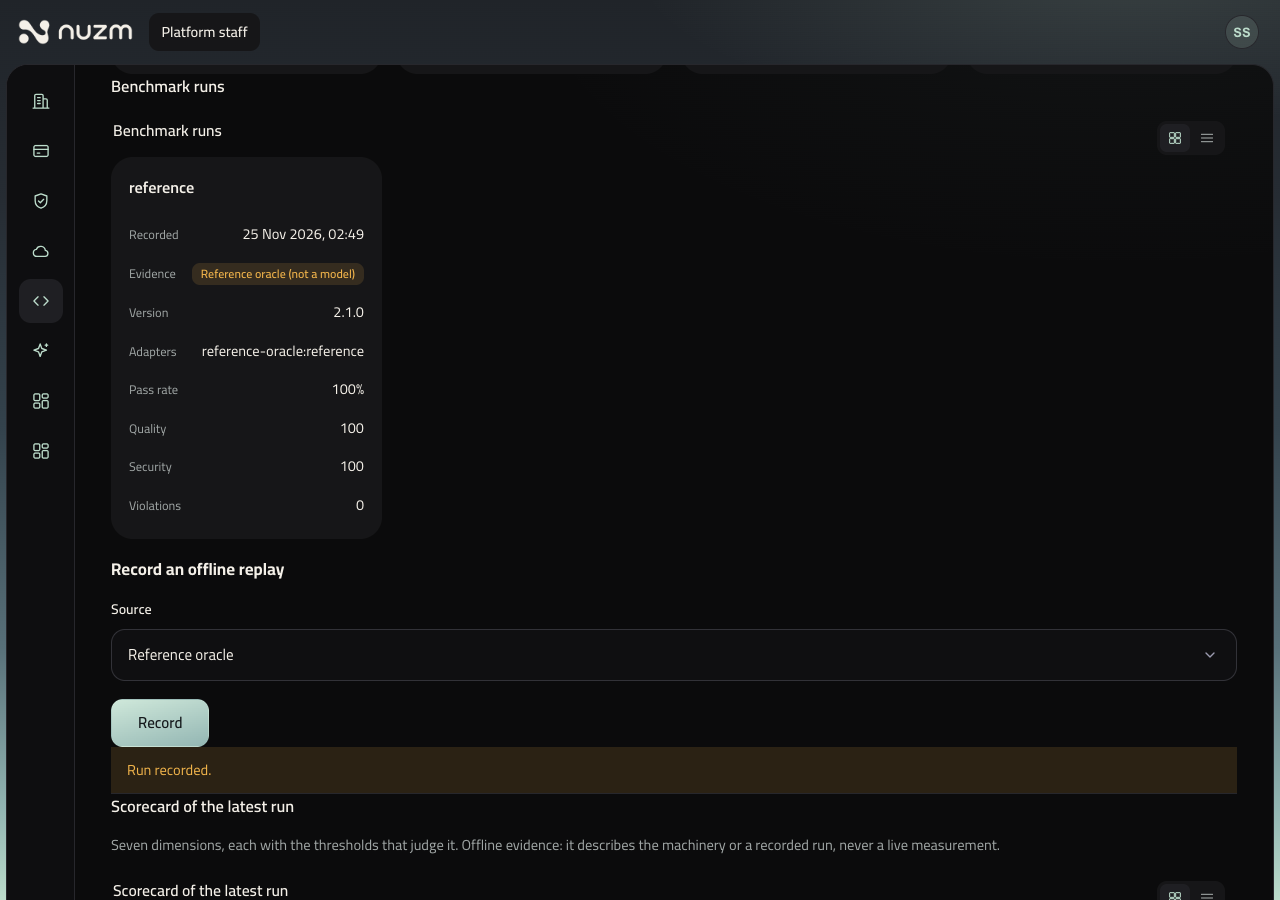 nuzm
Platform staff
SS
Benchmark runs
Benchmark runs
reference
Recorded 25 Nov 2026, 02:49
Evidence Reference oracle (not a model)
Version 2.1.0
Adapters reference-oracle:reference
Pass rate 100%
Quality 100
Security 100
Violations 0
Record an offline replay
Source
Reference oracle
Record
Run recorded.
Scorecard of the latest run
Seven dimensions, each with the thresholds that judge it. Offline evidence: it describes the machinery or a recorded run, never a live measurement.
Scorecard of the latest run